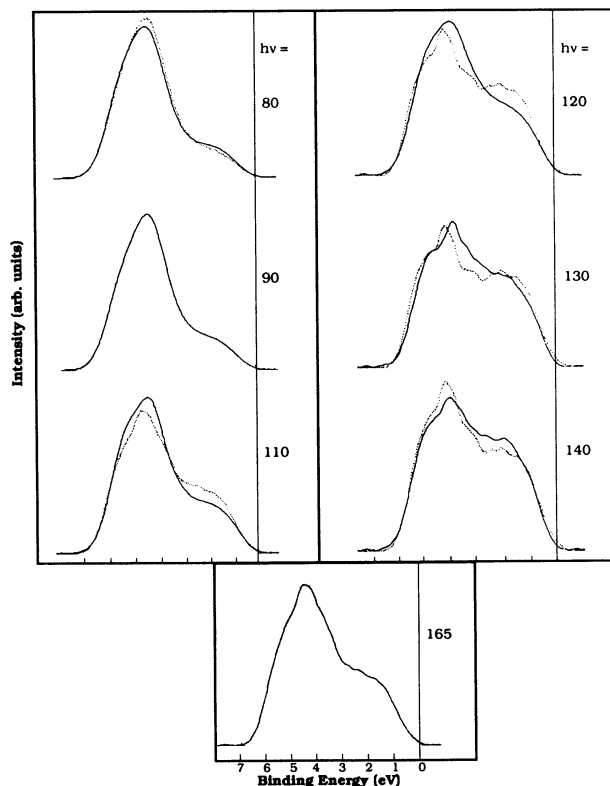 hν =
80
90
110
hν =
120
130
140
Intensity (arb. units)
165
7 6 5 4 3 2 1 0
Binding Energy (eV)